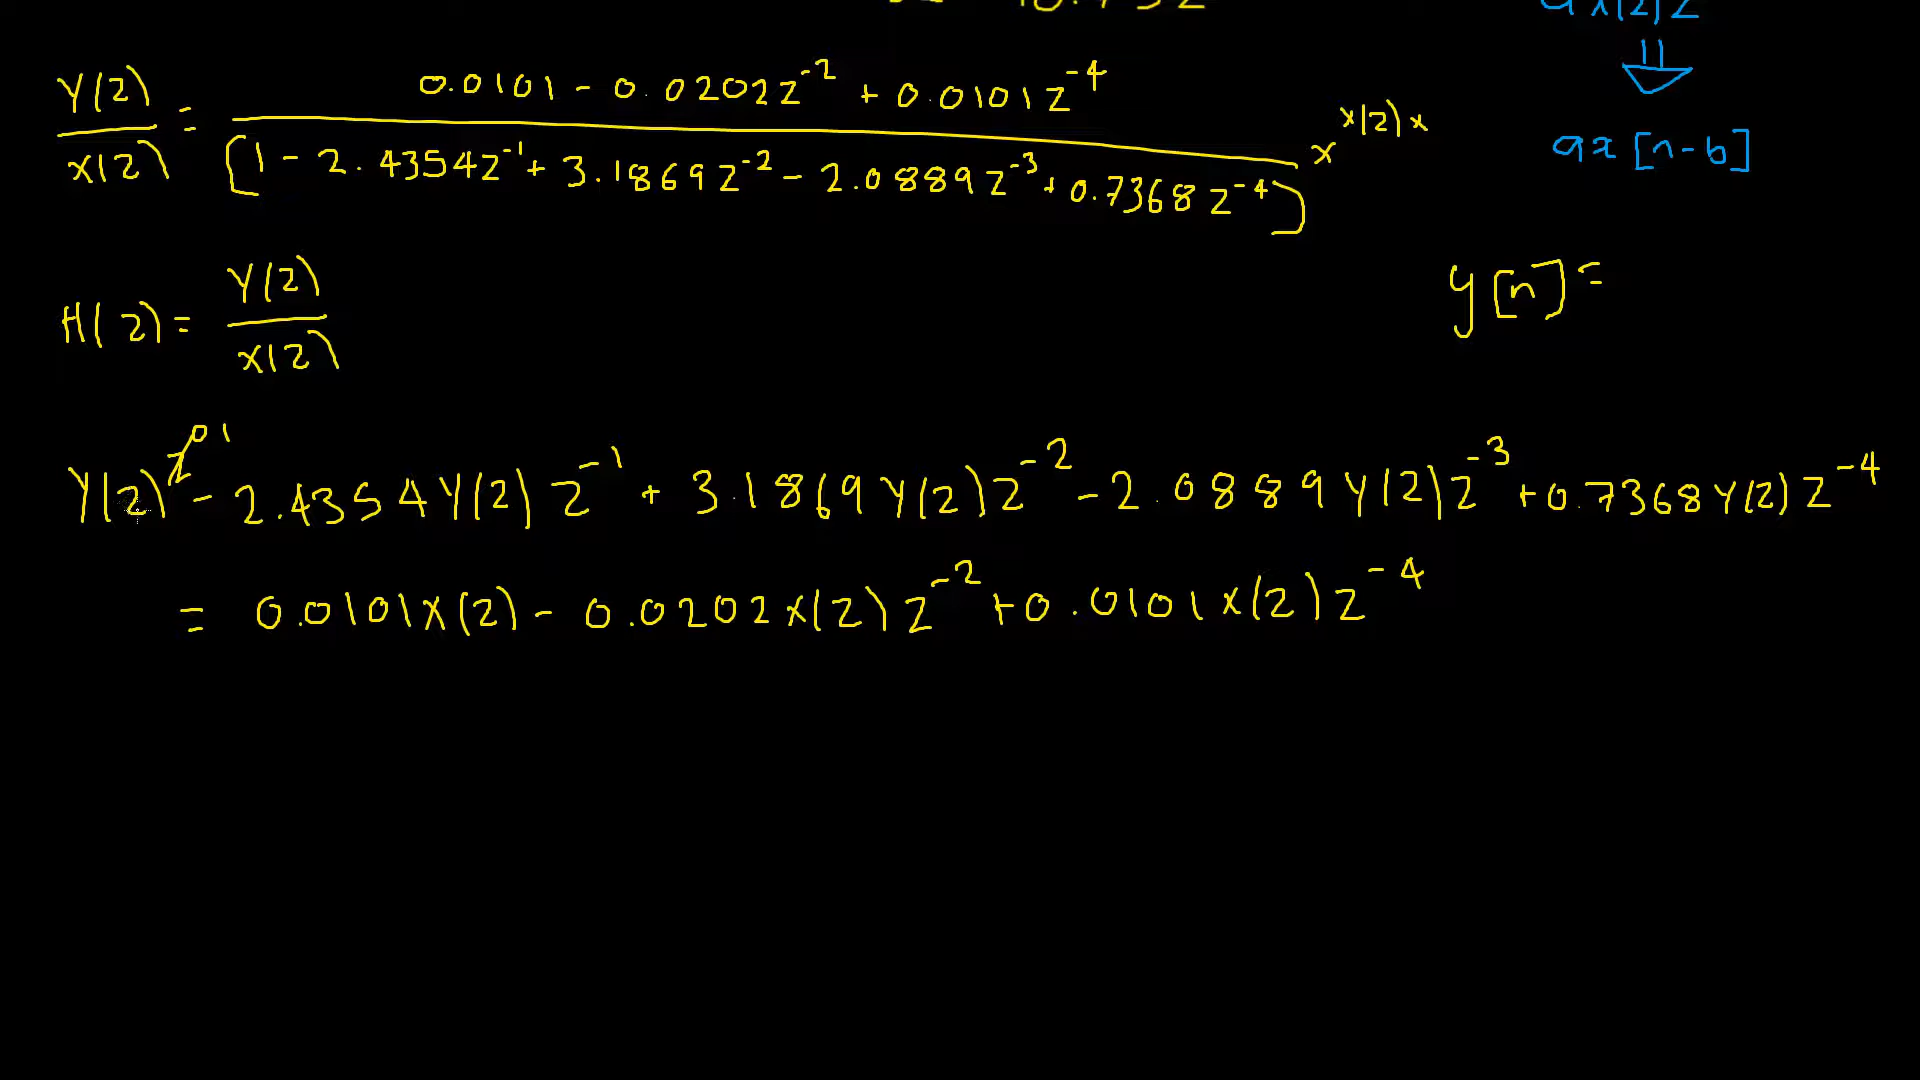 Y(z)/X(z) = 0.0101 - 0.0202z^-2 + 0.0101z^-4 / [1 - 2.4354z^-1 + 3.1869z^-2 - 2.0889z^-3 + 0.7368z^-4] x x(z) x
ax[n-b]
H(z) = Y(z)/X(z)
y[n] =
Y(z)z^0 1 - 2.4354Y(z)z^-1 + 3.1869Y(z)z^-2 - 2.0889Y(z)z^-3 + 0.7368Y(z)z^-4
= 0.0101X(z) - 0.0202X(z)z^-2 + 0.0101X(z)z^-4